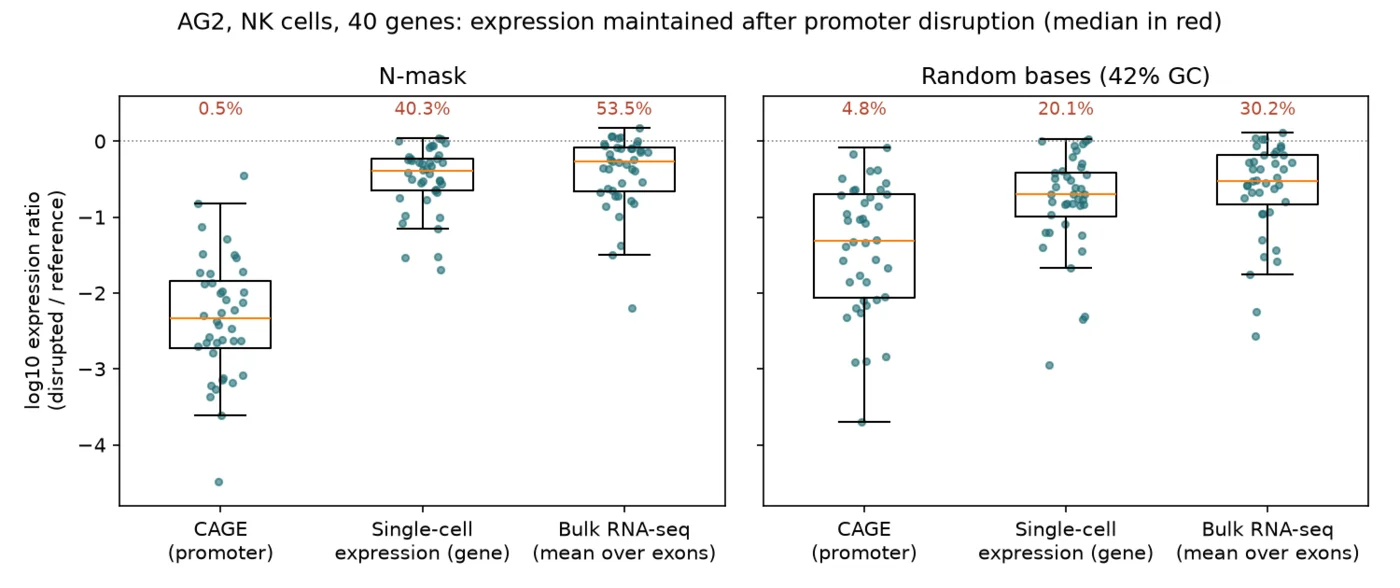 AG2, NK cells, 40 genes: expression maintained after promoter disruption (median in red)
N-mask
Random bases (42% GC)
0.5%
40.3%
53.5%
4.8%
20.1%
30.2%
log10 expression ratio
(disrupted / reference)
0
−1
−2
−3
−4
CAGE
(promoter)
Single-cell
expression (gene)
Bulk RNA-seq
(mean over exons)
CAGE
(promoter)
Single-cell
expression (gene)
Bulk RNA-seq
(mean over exons)